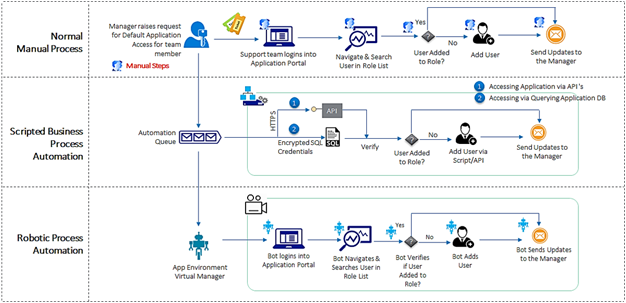 Normal
Manual Process
Manager raises request
for Default Application
Access for team
member
Manual Steps
Support team logins into
Application Portal
Navigate & Search
User in Role List
Yes
User Added
to Role?
No
Add User
Send Updates to
the Manager
Scripted Business
Process
Automation
Automation
Queue
HTTPS
1
API
2
SQL
Encrypted SQL
Credentials
Verify
1 Accessing Application via API's
2 Accessing via Querying Application DB
User Added
to Role?
No
Add User via
Script/API
Send Updates to
the Manager
Robotic Process
Automation
App Environment
Virtual Manager
Bot logins into
Application Portal
Bot Navigates &
Searches User in
Role List
Yes
Bot Verifies
if User
Added to
Role?
No
Bot Adds
User
Bot Sends Updates
to the Manager